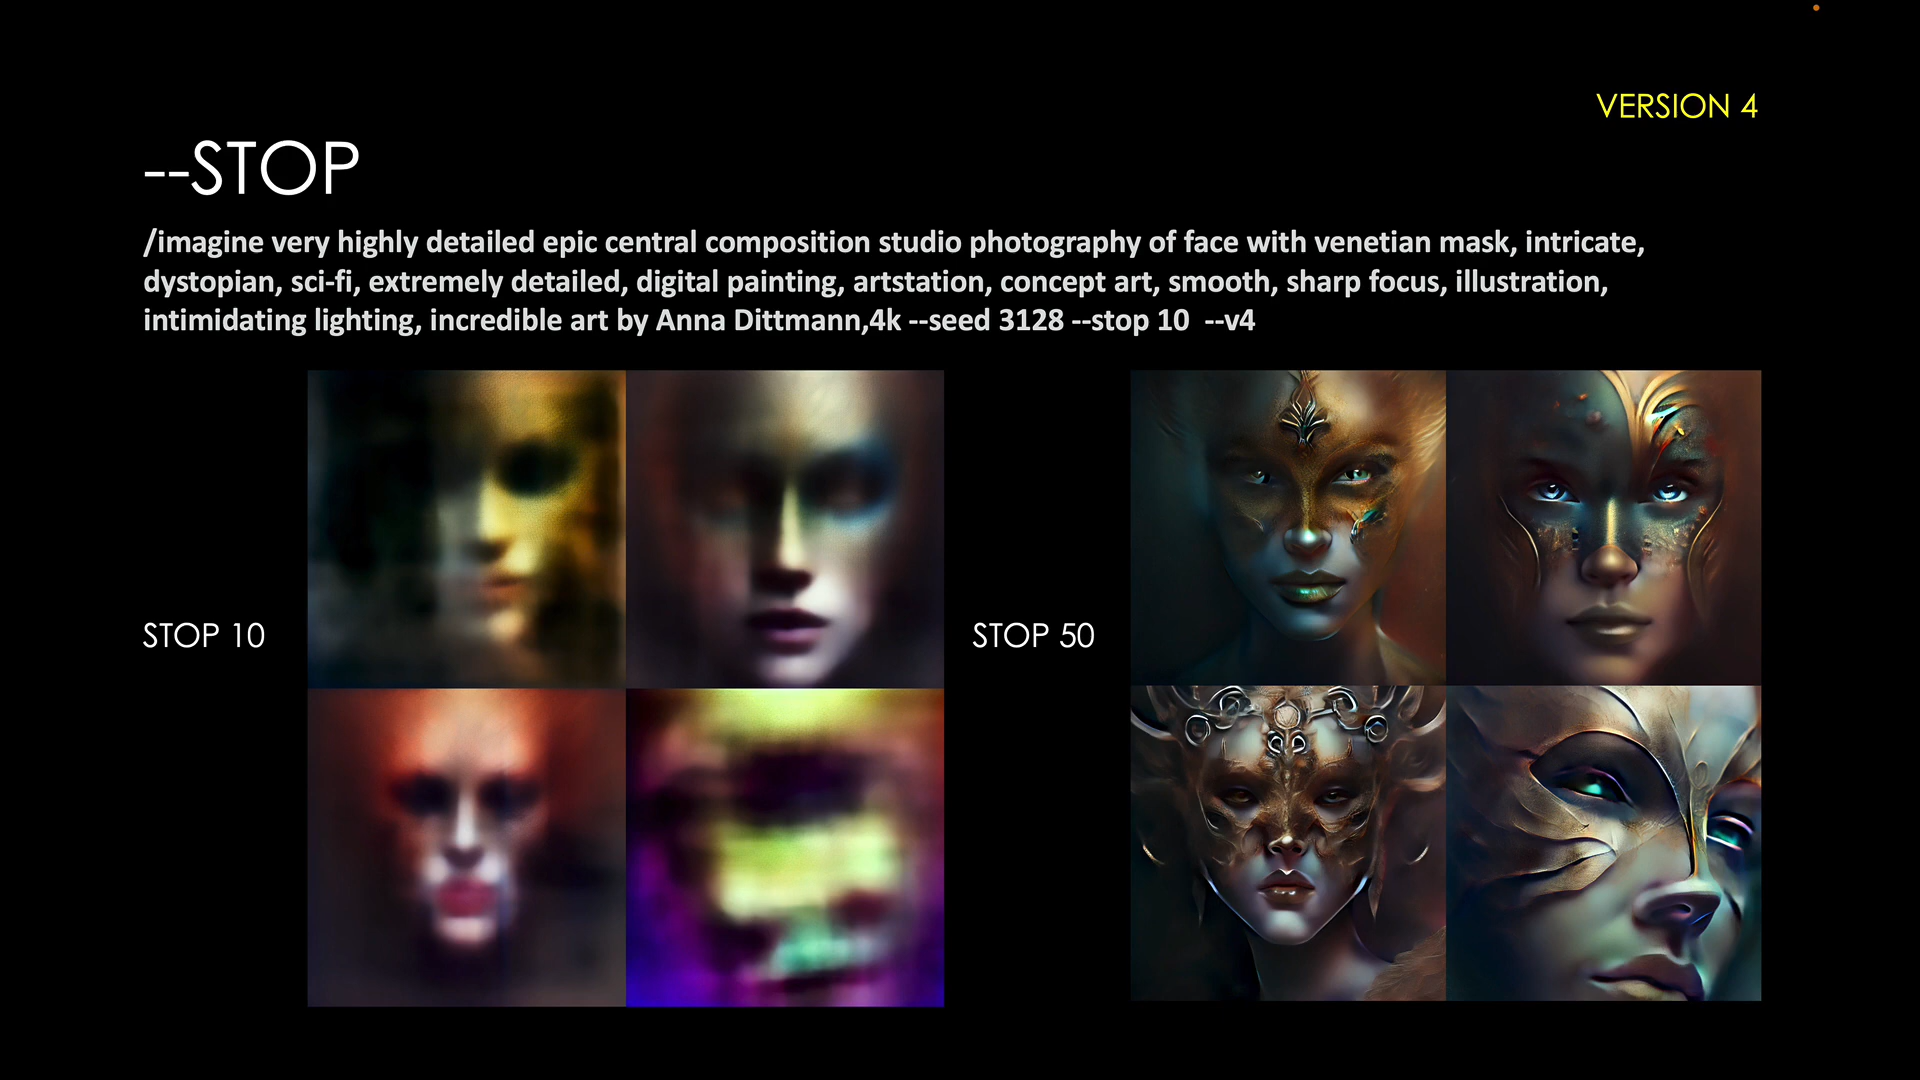 VERSION 4
--STOP
/imagine very highly detailed epic central composition studio photography of face with venetian mask, intricate,
dystopian, sci-fi, extremely detailed, digital painting, artstation, concept art, smooth, sharp focus, illustration,
intimidating lighting, incredible art by Anna Dittmann,4k --seed 3128 --stop 10  --v4
STOP 10
STOP 50